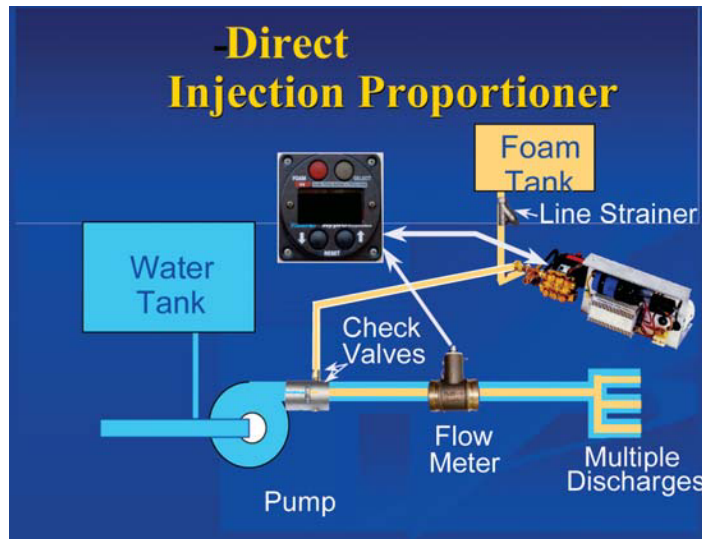 -Direct
Injection Proportioner
Foam
Tank
Line Strainer
FOAM
SELECT
Water
Tank
RESET
Check
Valves
Flow
Meter
Multiple
Discharges
Pump